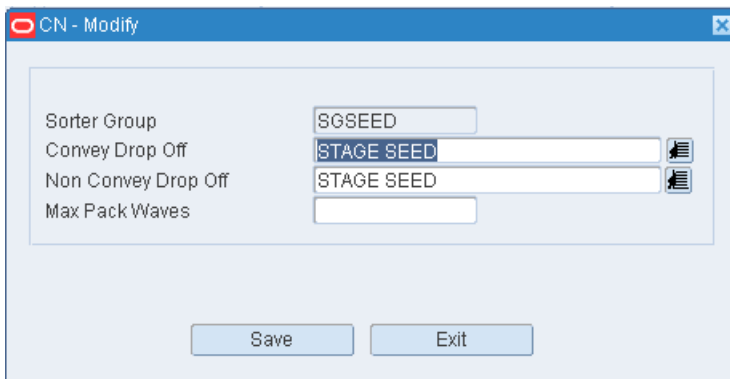 CN - Modify
Sorter Group SGSEED
Convey Drop Off STAGE SEED
Non Convey Drop Off STAGE SEED
Max Pack Waves
Save Exit